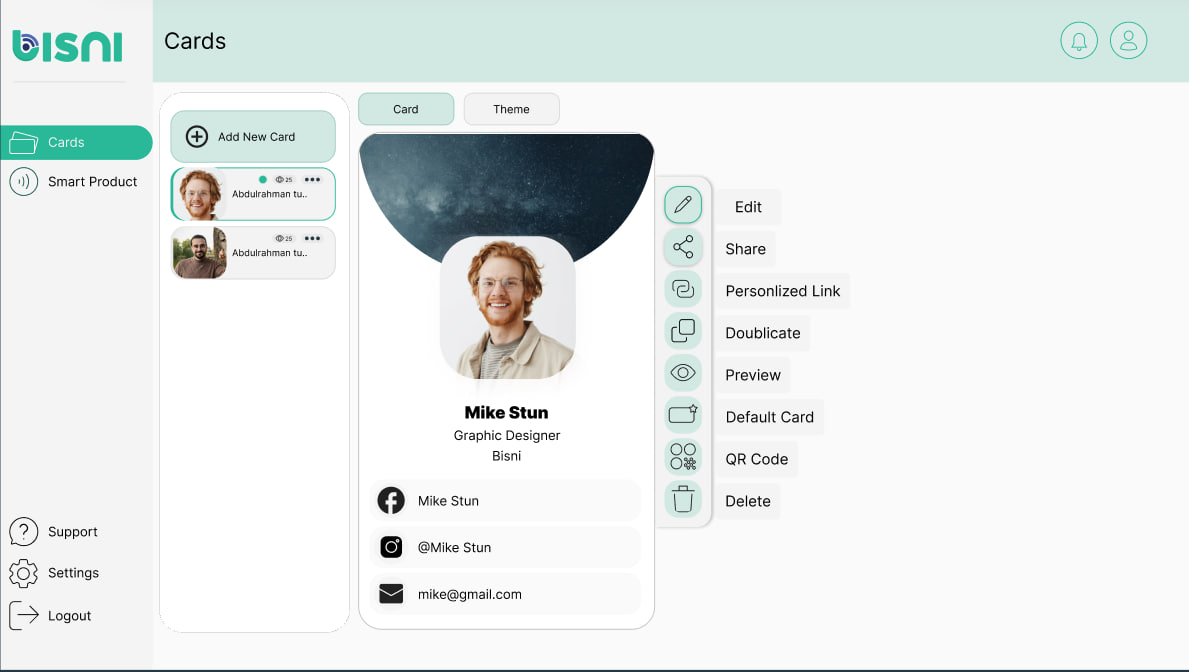 bisni
Cards
Cards
Smart Product
Support
Settings
Logout
Add New Card
25
Abdulrahman tu..
25
Abdulrahman tu..
Card
Theme
Mike Stun
Graphic Designer
Bisni
Mike Stun
@Mike Stun
mike@gmail.com
Edit
Share
Personlized Link
Doublicate
Preview
Default Card
QR Code
Delete